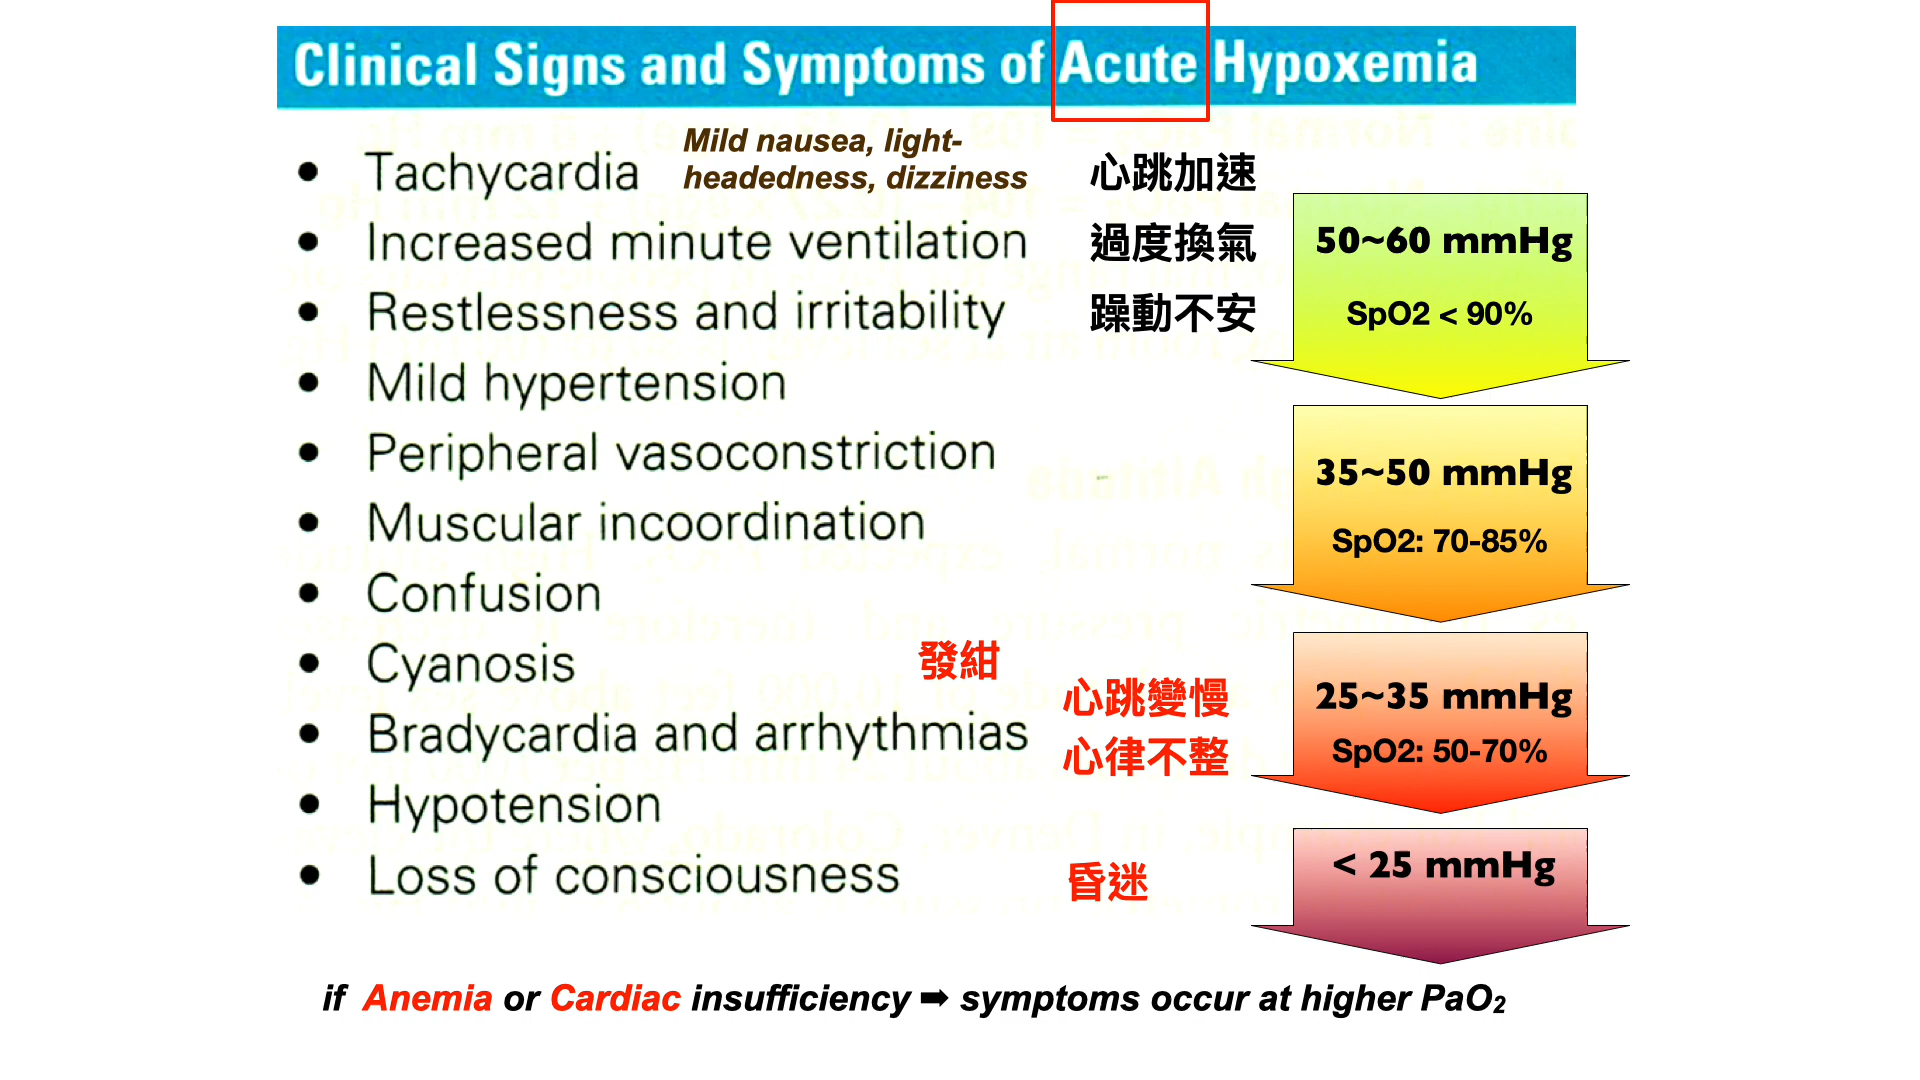 Clinical Signs and Symptoms of Acute Hypoxemia
• Tachycardia
Mild nausea, light-
headedness, dizziness
心跳加速
• Increased minute ventilation
過度換氣
• Restlessness and irritability
躁動不安
50~60 mmHg
SpO2 < 90%
• Mild hypertension
• Peripheral vasoconstriction
• Muscular incoordination
35~50 mmHg
SpO2: 70-85%
• Confusion
• Cyanosis
發紺
• Bradycardia and arrhythmias
心跳變慢
心律不整
25~35 mmHg
SpO2: 50-70%
• Hypotension
• Loss of consciousness
昏迷
< 25 mmHg
if Anemia or Cardiac insufficiency ➡ symptoms occur at higher PaO₂